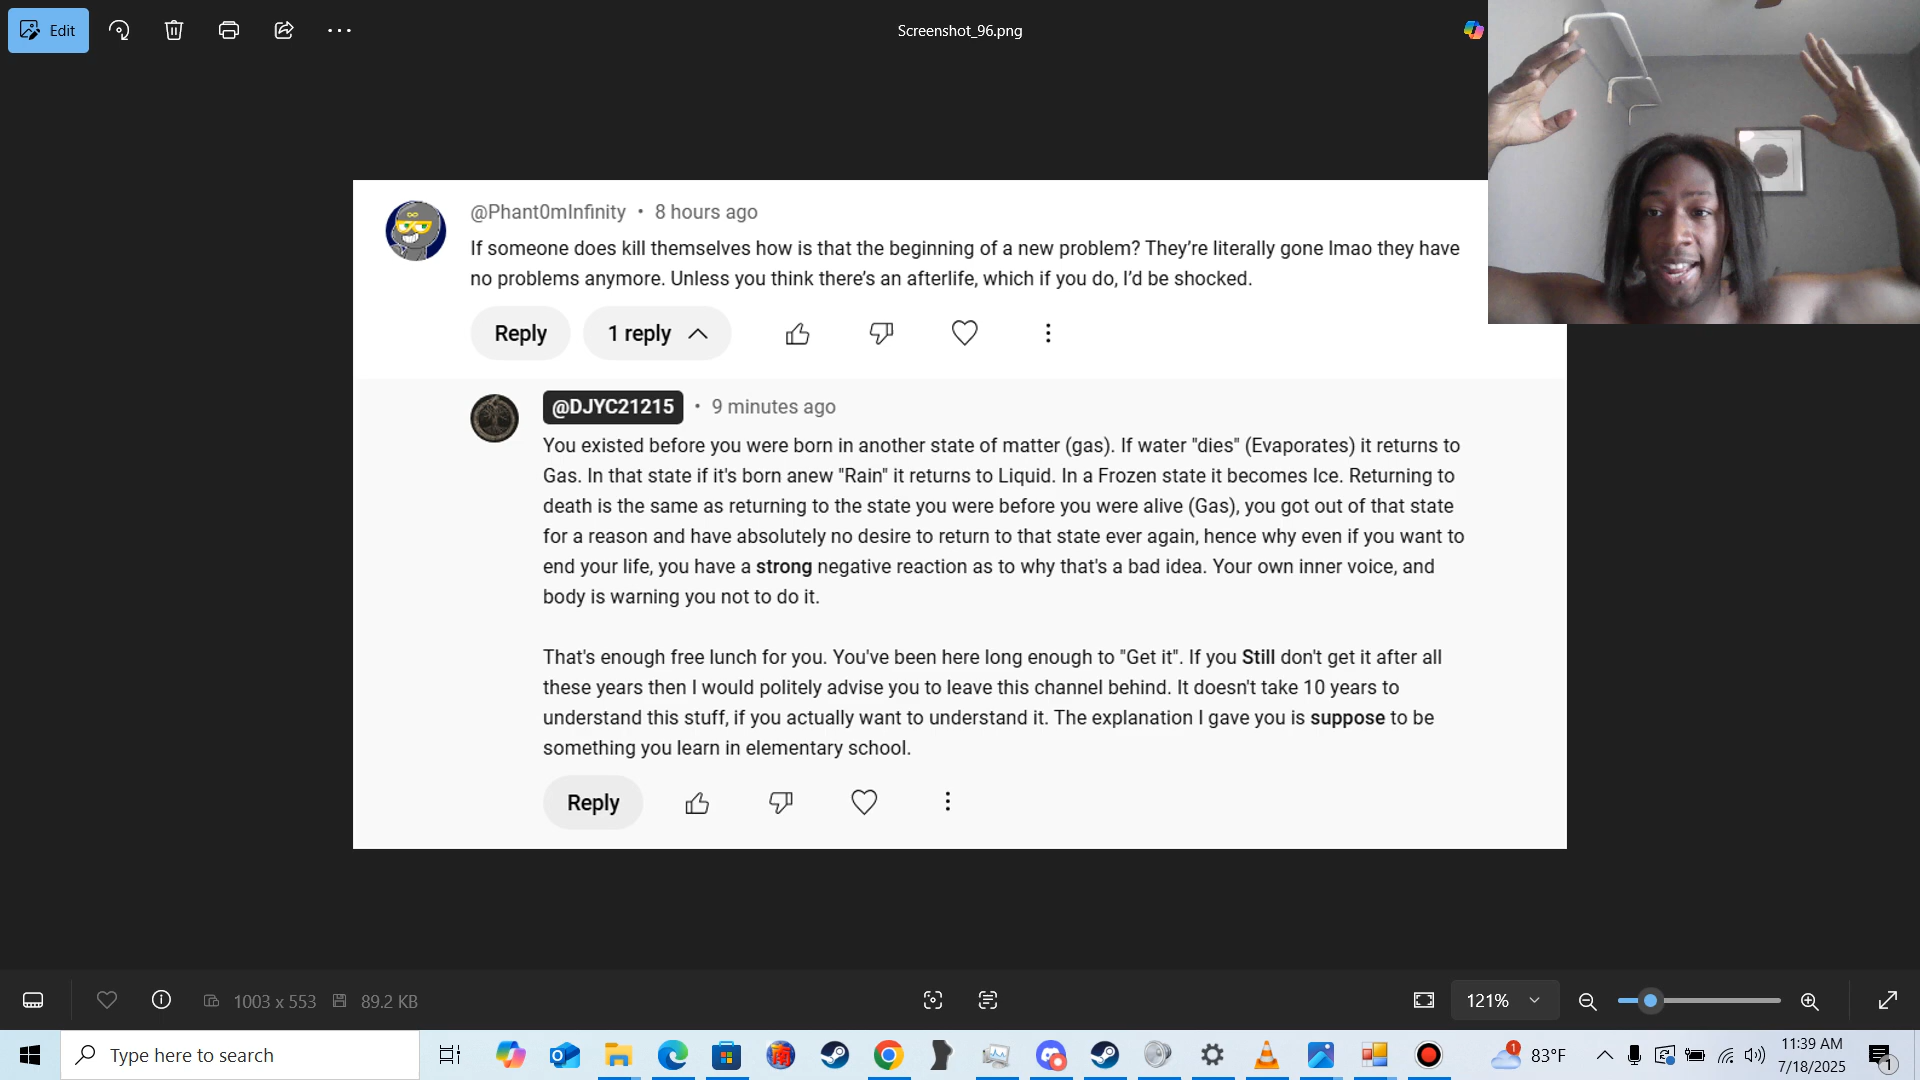 Edit
Screenshot_96.png
@Phant0mInfinity • 8 hours ago
If someone does kill themselves how is that the beginning of a new problem? They're literally gone lmao they have
no problems anymore. Unless you think there's an afterlife, which if you do, I'd be shocked.
Reply
1 reply
@DJYC21215 • 9 minutes ago
You existed before you were born in another state of matter (gas). If water "dies" (Evaporates) it returns to
Gas. In that state if it's born anew "Rain" it returns to Liquid. In a Frozen state it becomes Ice. Returning to
death is the same as returning to the state you were before you were alive (Gas), you got out of that state
for a reason and have absolutely no desire to return to that state ever again, hence why even if you want to
end your life, you have a strong negative reaction as to why that's a bad idea. Your own inner voice, and
body is warning you not to do it.
That's enough free lunch for you. You've been here long enough to "Get it". If you Still don't get it after all
these years then I would politely advise you to leave this channel behind. It doesn't take 10 years to
understand this stuff, if you actually want to understand it. The explanation I gave you is suppose to be
something you learn in elementary school.
Reply
1003 x 553
89.2 KB
121%
Type here to search
1
83°F
11:39 AM
7/18/2025
1